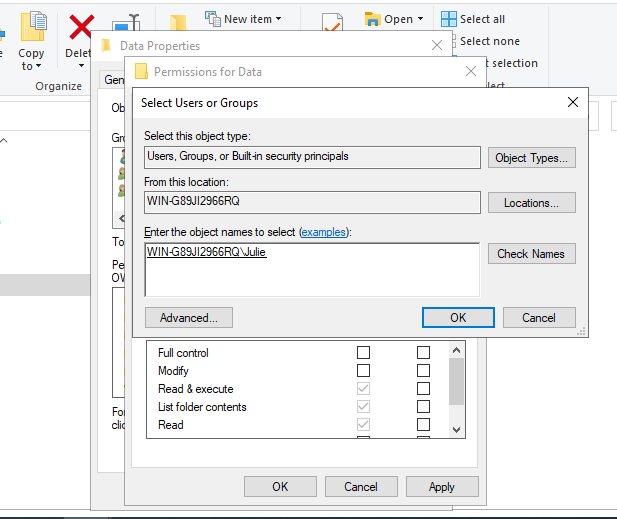 New item
Open
Select all
Select none
t selection
Copy
to
Delet
Organize
Data Properties
Permissions for Data
Gen
Ob
Gr
To
Pe
OW
Fo
clic
Select Users or Groups
Select this object type:
Users, Groups, or Built-in security principals
Object Types...
From this location:
WIN-G89JI2966RQ
Locations...
Enter the object names to select (examples):
WIN-G89JI2966RQ\Julie
Check Names
Advanced...
OK
Cancel
Full control
Modify
Read & execute
List folder contents
Read
OK
Cancel
Apply